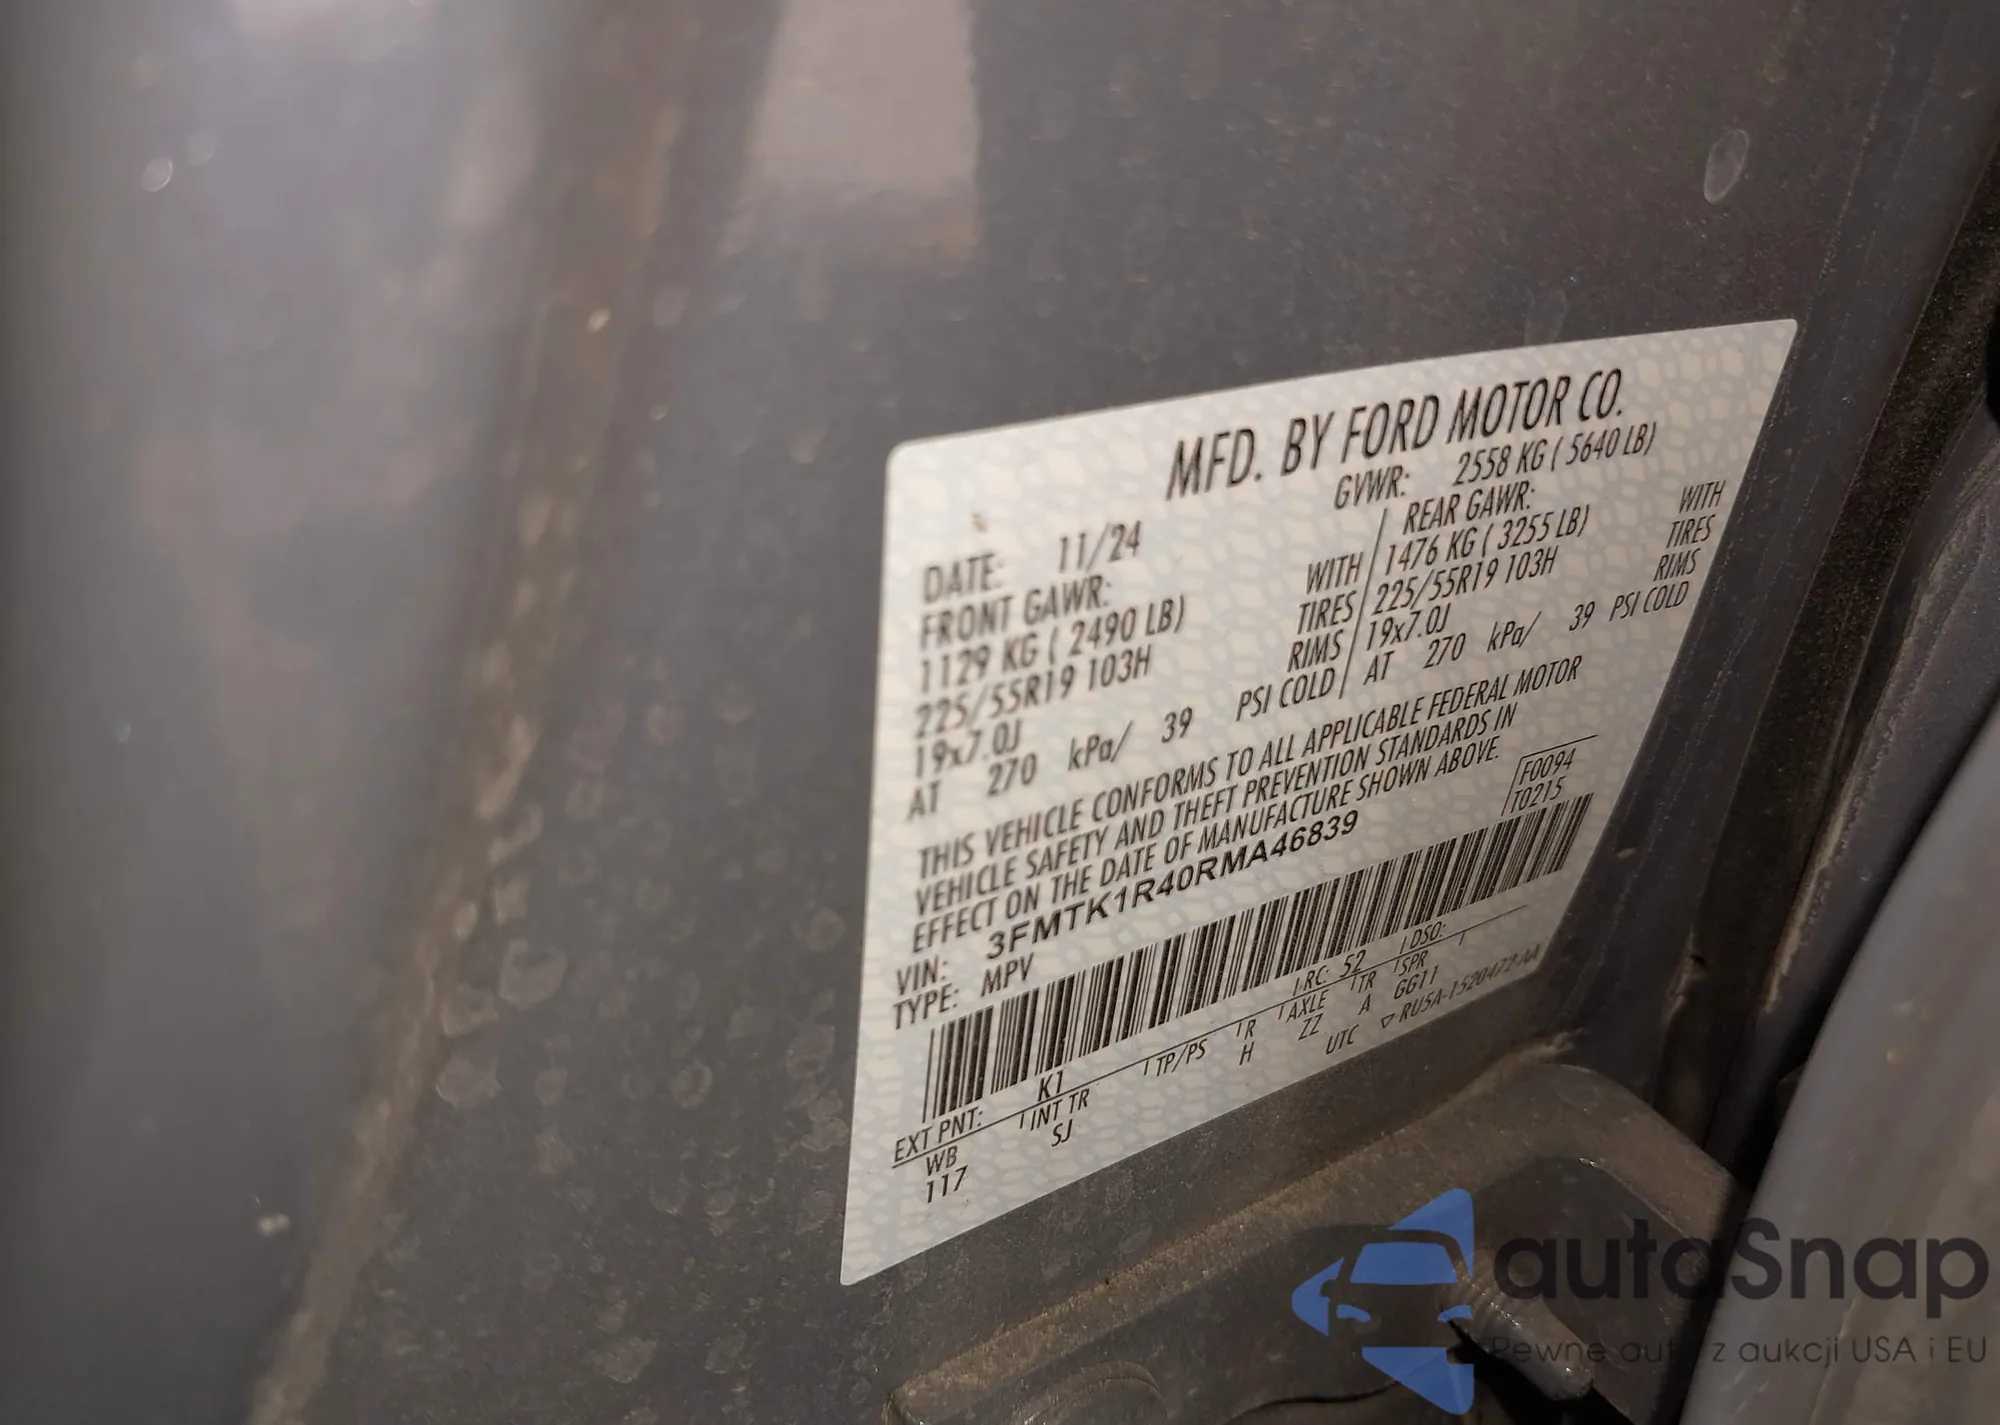 MFD. BY FORD MOTOR CO.
DATE: 11/24 GVWR: 2558 KG ( 5640 LB)
FRONT GAWR: REAR GAWR:
1129 KG ( 2490 LB) WITH 1476 KG ( 3255 LB) WITH
225/55R19 103H TIRES 225/55R19 103H TIRES
19x7.0J RIMS 19x7.0J RIMS
AT 270 kPa/ 39 PSI COLD AT 270 kPa/ 39 PSI COLD
THIS VEHICLE CONFORMS TO ALL APPLICABLE FEDERAL MOTOR
VEHICLE SAFETY AND THEFT PREVENTION STANDARDS IN
EFFECT ON THE DATE OF MANUFACTURE SHOWN ABOVE.
F0094
T0215
VIN: 3FMTK1R40RMA46839
TYPE: MPV
EXT PNT: K1 RC: 52 DSO:
WB INT TR TP/PS R AXLE TR SPR
117 SJ H ZZ A GG11
UTC ▽ RU5A-1520472-AA
autoSnap
Pewne auta z aukcji USA i EU